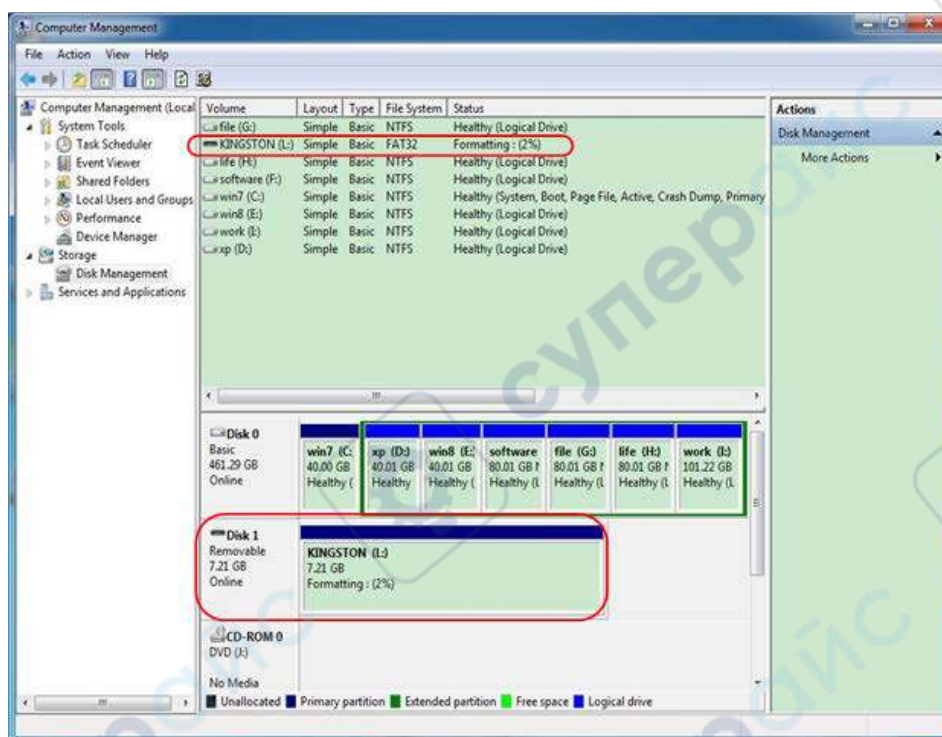 Computer Management
File Action View Help
Computer Management (Local
System Tools
Task Scheduler
Event Viewer
Shared Folders
Local Users and Groups
Performance
Device Manager
Storage
Disk Management
Services and Applications
Volume Layout Type File System Status
file (G:) Simple Basic NTFS Healthy (Logical Drive)
KINGSTON (L:) Simple Basic FAT32 Formatting : (2%)
life (H:) Simple Basic NTFS Healthy (Logical Drive)
software (F:) Simple Basic NTFS Healthy (Logical Drive)
win7 (C:) Simple Basic NTFS Healthy (System, Boot, Page File, Active, Crash Dump, Primary
win8 (E:) Simple Basic NTFS Healthy (Logical Drive)
work (I:) Simple Basic NTFS Healthy (Logical Drive)
xp (D:) Simple Basic NTFS Healthy (Logical Drive)
Actions
Disk Management
More Actions
Disk 0
Basic
461.29 GB
Online
win7 (C:
40.00 GB
Healthy (
xp (D:)
40.01 GB
Healthy
win8 (E:
40.01 GB
Healthy (
software
80.01 GB
Healthy (L
file (G:)
80.01 GB
Healthy (L
life (H:)
80.01 GB
Healthy (L
work (I:)
101.22 GB
Healthy (L
Disk 1
Removable
7.21 GB
Online
KINGSTON (L:)
7.21 GB
Formatting : (2%)
CD-ROM 0
DVD (J:)
No Media
Unallocated Primary partition Extended partition Free space Logical drive
суперайс